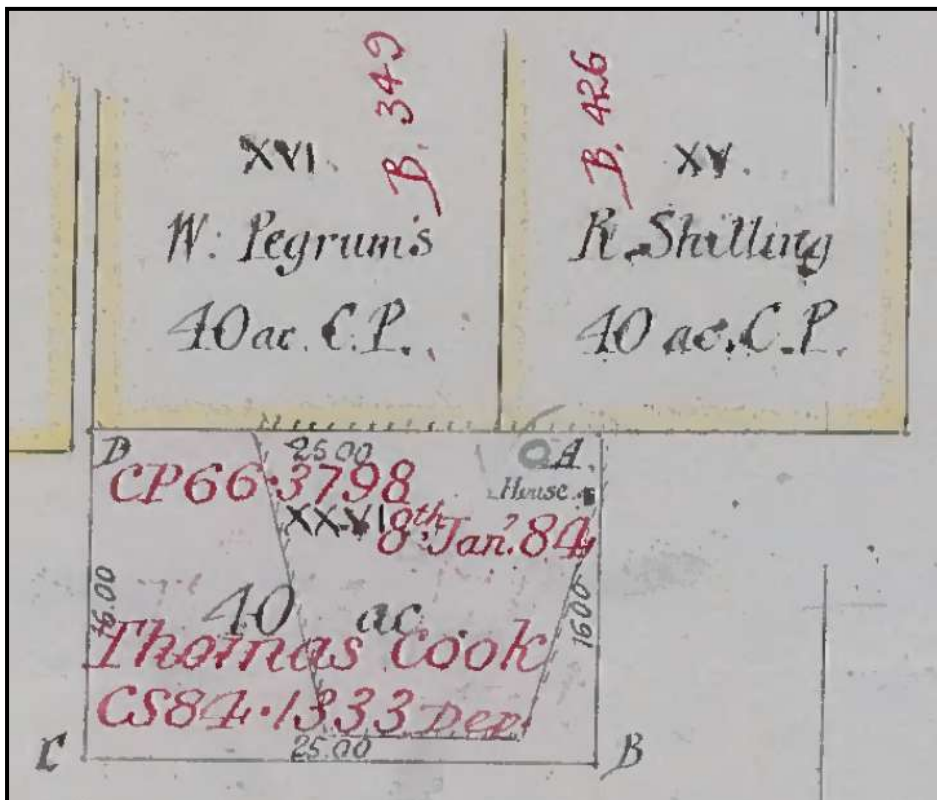 B. 349
B. 426
XVI.
XV.
W. Pegrum's
R. Shilling
40 ac. C.P.
40 ac. C.P.
D
25.00
A.
CP66.3798
House
XXVI
8th Jan? 84
16.00
40 ac.
1600
Thomas Cook
CS84.1333 Dep
C
25.00
B